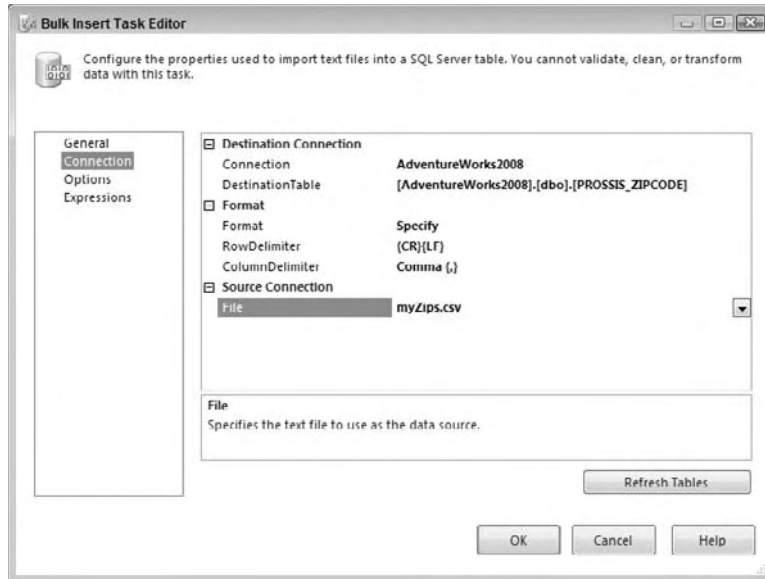 Bulk Insert Task Editor
Configure the properties used to import text files into a SQL Server table. You cannot validate, clean, or transform
data with this task.
General
Connection
Options
Expressions
Destination Connection
Connection AdventureWorks2008
DestinationTable [AdventureWorks2008].[dbo].[PROSSIS_ZIPCODE]
Format
Format Specify
RowDelimiter {CR}{LF}
ColumnDelimiter Comma {,}
Source Connection
File myZips.csv
File
Specifies the text file to use as the data source.
Refresh Tables
OK Cancel Help